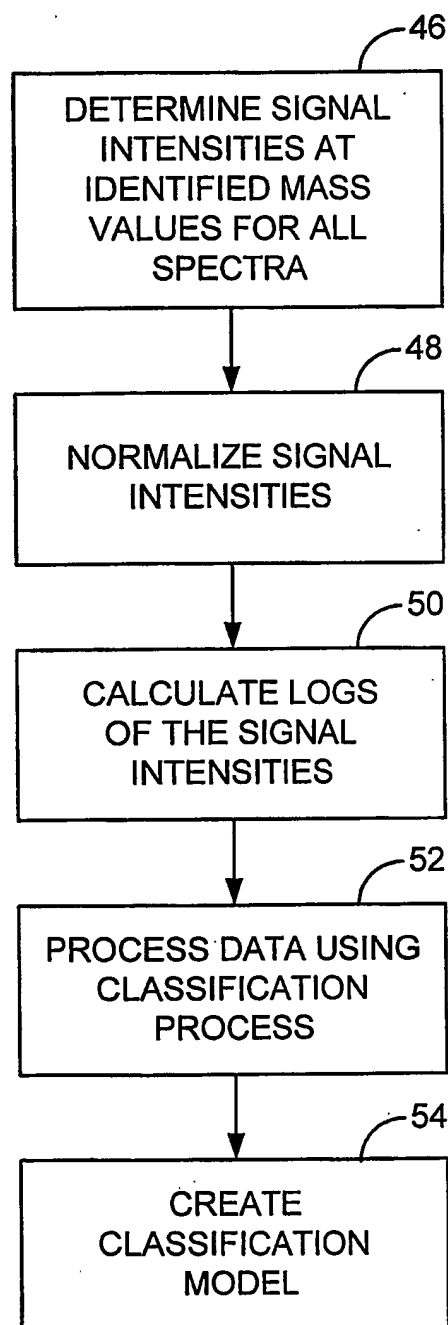 46
DETERMINE SIGNAL
INTENSITIES AT
IDENTIFIED MASS
VALUES FOR ALL
SPECTRA
48
NORMALIZE SIGNAL
INTENSITIES
50
CALCULATE LOGS
OF THE SIGNAL
INTENSITIES
52
PROCESS DATA USING
CLASSIFICATION
PROCESS
54
CREATE
CLASSIFICATION
MODEL